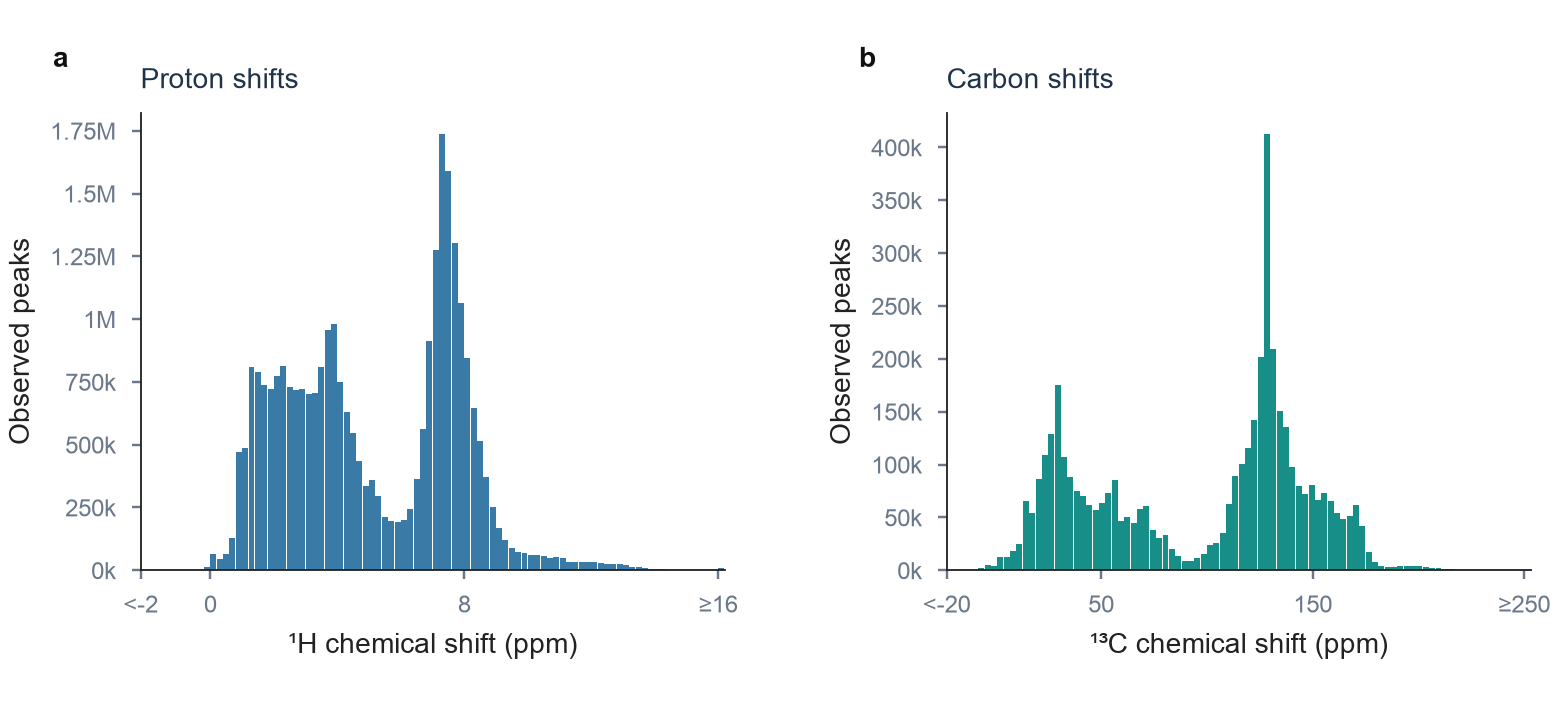 a
Proton shifts
Observed peaks
1.75M
1.5M
1.25M
1M
750k
500k
250k
0k
<-2
0
8
≥16
¹H chemical shift (ppm)
b
Carbon shifts
Observed peaks
400k
350k
300k
250k
200k
150k
100k
50k
0k
<-20
50
150
≥250
¹³C chemical shift (ppm)